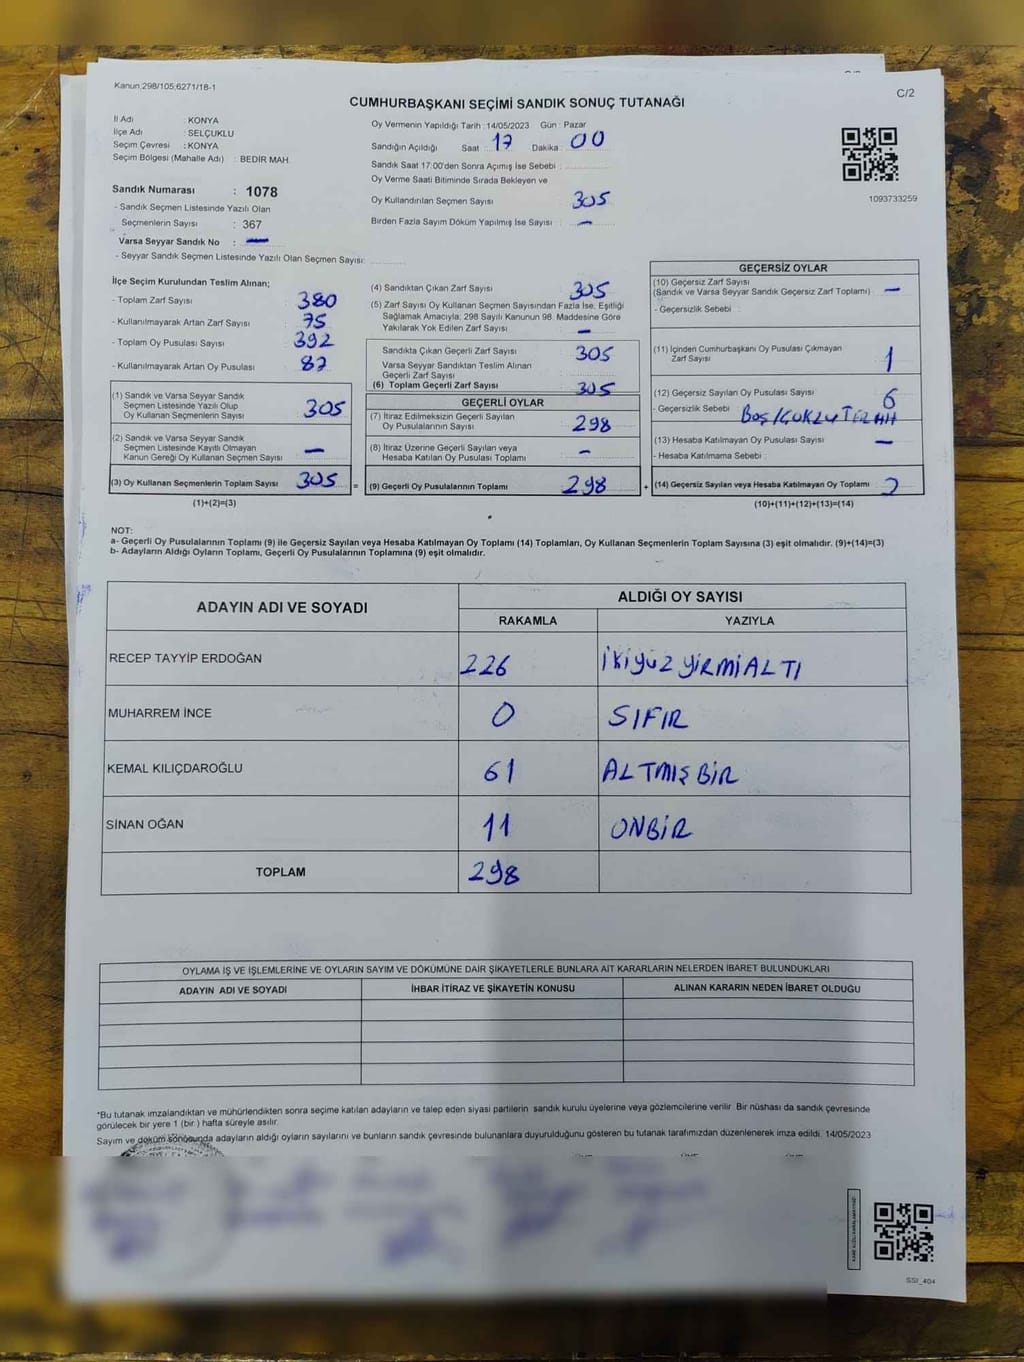 Kanun;298/105;6271/18-1
C/2
CUMHURBAŞKANI SEÇİMİ SANDIK SONUÇ TUTANAĞI
İl Adı : KONYA
İlçe Adı : SELÇUKLU
Seçim Çevresi : KONYA
Seçim Bölgesi (Mahalle Adı) : BEDİR MAH.
Oy Vermenin Yapıldığı Tarih : 14/05/2023 Gün : Pazar
Sandığın Açıldığı Saat : 17 Dakika : 00
Sandık Saat 17:00'den Sonra Açımış İse Sebebi :
Oy Verme Saati Bitiminde Sırada Bekleyen ve
Oy Kullandırılan Seçmen Sayısı : 305
Birden Fazla Sayım Döküm Yapılmış İse Sayısı : —
1093733259
Sandık Numarası : 1078
- Sandık Seçmen Listesinde Yazılı Olan
Seçmenlerin Sayısı : 367
Varsa Seyyar Sandık No : —
- Seyyar Sandık Seçmen Listesinde Yazılı Olan Seçmen Sayısı:
İlçe Seçim Kurulundan Teslim Alınan;
- Toplam Zarf Sayısı : 380
- Kullanılmayarak Artan Zarf Sayısı : 75
- Toplam Oy Pusulası Sayısı : 392
- Kullanılmayarak Artan Oy Pusulası : 87
(1) Sandık ve Varsa Seyyar Sandık
Seçmen Listesinde Yazılı Olup
Oy Kullanan Seçmenlerin Sayısı : 305
(2) Sandık ve Varsa Seyyar Sandık
Seçmen Listesinde Kayıtlı Olmayan
Kanun Gereği Oy Kullanan Seçmen Sayısı : —
(3) Oy Kullanan Seçmenlerin Toplam Sayısı : 305
(1)+(2)=(3)
(4) Sandıktan Çıkan Zarf Sayısı : 305
(5) Zarf Sayısı Oy Kullanan Seçmen Sayısından Fazla İse, Eşitliği
Sağlamak Amacıyla; 298 Sayılı Kanunun 98. Maddesine Göre
Yakılarak Yok Edilen Zarf Sayısı : —
Sandıkta Çıkan Geçerli Zarf Sayısı : 305
Varsa Seyyar Sandıktan Teslim Alınan
Geçerli Zarf Sayısı :
(6) Toplam Geçerli Zarf Sayısı : 305
GEÇERLİ OYLAR
(7) İtiraz Edilmeksizin Geçerli Sayılan
Oy Pusulalarının Sayısı : 298
(8) İtiraz Üzerine Geçerli Sayılan veya
Hesaba Katılan Oy Pusulası Toplamı : —
= (9) Geçerli Oy Pusulalarının Toplamı : 298
GEÇERSİZ OYLAR
(10) Geçersiz Zarf Sayısı
(Sandık ve Varsa Seyyar Sandık Geçersiz Zarf Toplamı) : —
- Geçersizlik Sebebi :
(11) İçinden Cumhurbaşkanı Oy Pusulası Çıkmayan
Zarf Sayısı : 1
(12) Geçersiz Sayılan Oy Pusulası Sayısı : 6
- Geçersizlik Sebebi : BOŞ/ÇOKLU TERCİH
(13) Hesaba Katılmayan Oy Pusulası Sayısı : —
- Hesaba Katılmama Sebebi :
+ (14) Geçersiz Sayılan veya Hesaba Katılmayan Oy Toplamı : 7
(10)+(11)+(12)+(13)=(14)
NOT:
a- Geçerli Oy Pusulalarının Toplamı (9) ile Geçersiz Sayılan veya Hesaba Katılmayan Oy Toplamı (14) Toplamları, Oy Kullanan Seçmenlerin Toplam Sayısına (3) eşit olmalıdır. (9)+(14)=(3)
b- Adayların Aldığı Oyların Toplamı, Geçerli Oy Pusulalarının Toplamına (9) eşit olmalıdır.
ADAYIN ADI VE SOYADI ALDIĞI OY SAYISI
RAKAMLA YAZIYLA
RECEP TAYYİP ERDOĞAN 226 İKİYÜZ YİRMİALTI
MUHARREM İNCE 0 SIFIR
KEMAL KILIÇDAROĞLU 61 ALTMIŞBİR
SİNAN OĞAN 11 ONBİR
TOPLAM 298
OYLAMA İŞ VE İŞLEMLERİNE VE OYLARIN SAYIM VE DÖKÜMÜNE DAİR ŞİKAYETLERLE BUNLARA AİT KARARLARIN NELERDEN İBARET BULUNDUKLARI
ADAYIN ADI VE SOYADI İHBAR İTİRAZ VE ŞİKAYETİN KONUSU ALINAN KARARIN NEDEN İBARET OLDUĞU
*Bu tutanak imzalandıktan ve mühürlendikten sonra seçime katılan adayların ve talep eden siyasi partilerin sandık kurulu üyelerine veya gözlemcilerine verilir. Bir nüshası da sandık çevresinde
görülecek bir yere 1 (bir ) hafta süreyle asılır.
Sayım ve döküm sonucunda adayların aldığı oyların sayılarını ve bunların sandık çevresinde bulunanlara duyurulduğunu gösteren bu tutanak tarafımızdan düzenlenerek imza edildi. 14/05/2023
SSI_404